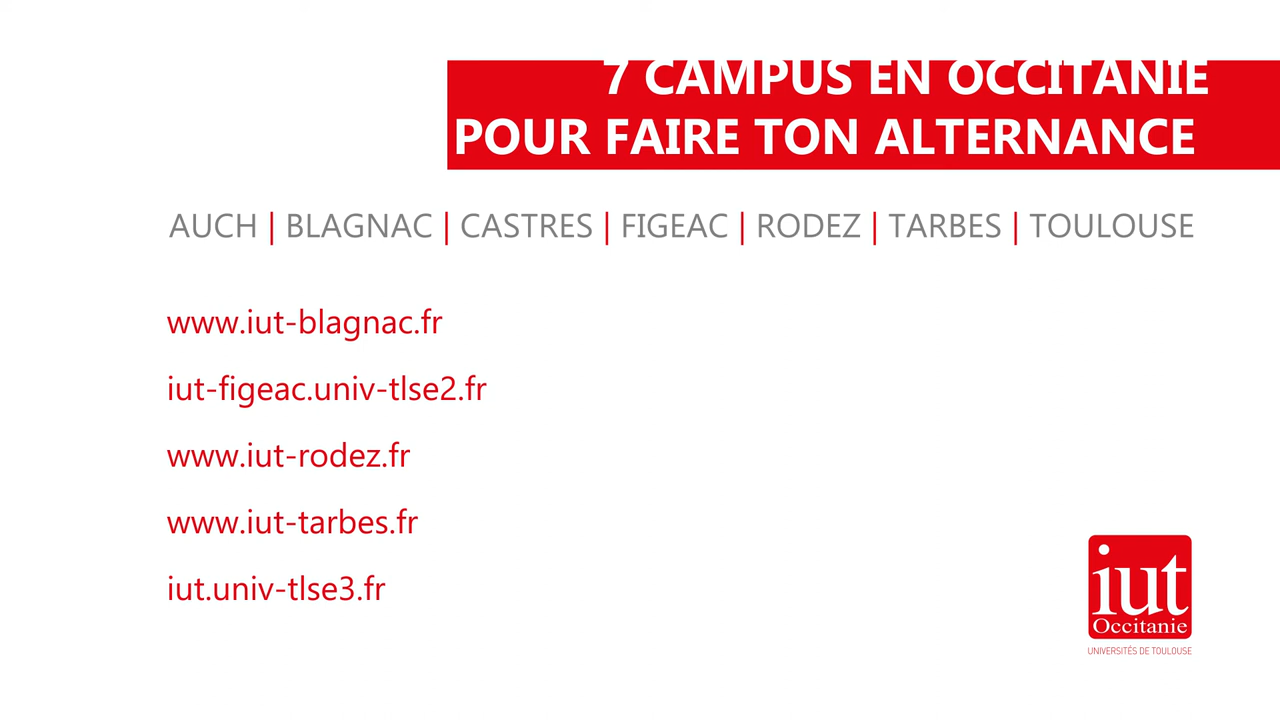 7 CAMPUS EN OCCITANIE
POUR FAIRE TON ALTERNANCE
AUCH | BLAGNAC | CASTRES | FIGEAC | RODEZ | TARBES | TOULOUSE
www.iut-blagnac.fr
iut-figeac.univ-tlse2.fr
www.iut-rodez.fr
www.iut-tarbes.fr
iut.univ-tlse3.fr
iut
Occitanie
UNIVERSITÉS DE TOULOUSE